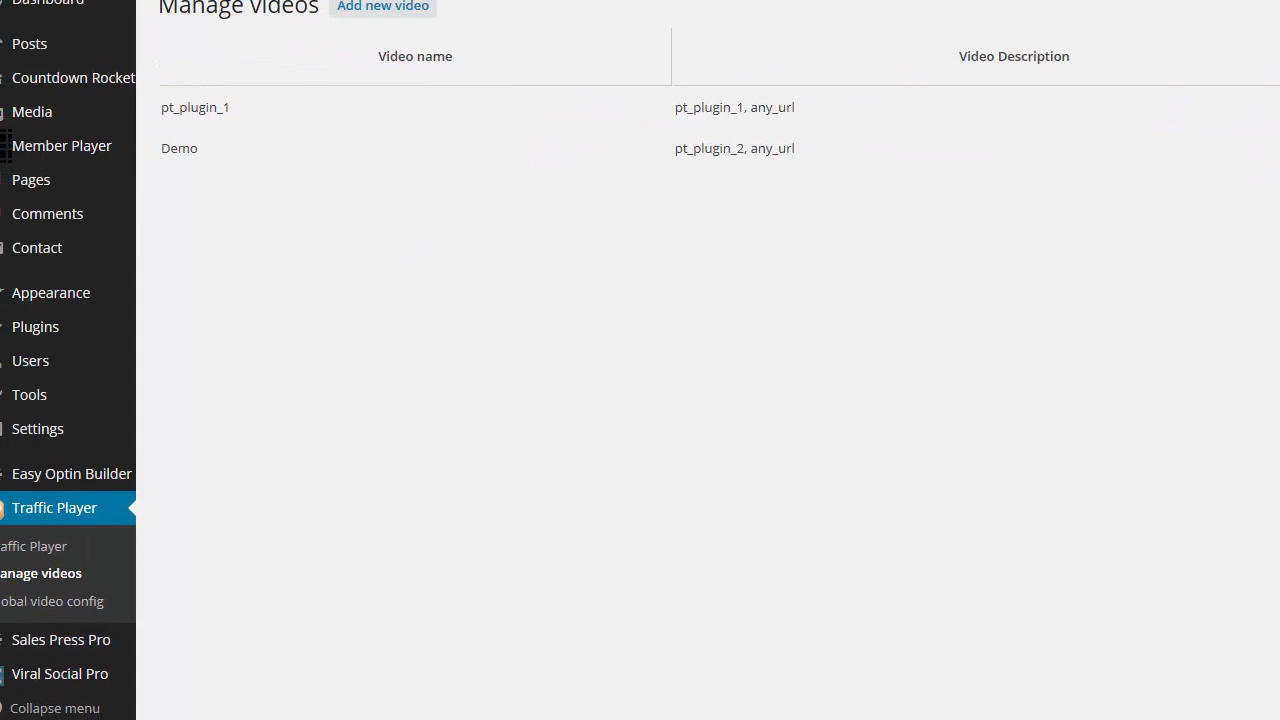 Dashboard
Posts
Countdown Rocket
Media
Member Player
Pages
Comments
Contact
Appearance
Plugins
Users
Tools
Settings
Easy Optin Builder
Traffic Player
affic Player
anage videos
obal video config
Sales Press Pro
Viral Social Pro
Collapse menu
Manage videos Add new video
Video name Video Description
pt_plugin_1 pt_plugin_1, any_url
Demo pt_plugin_2, any_url